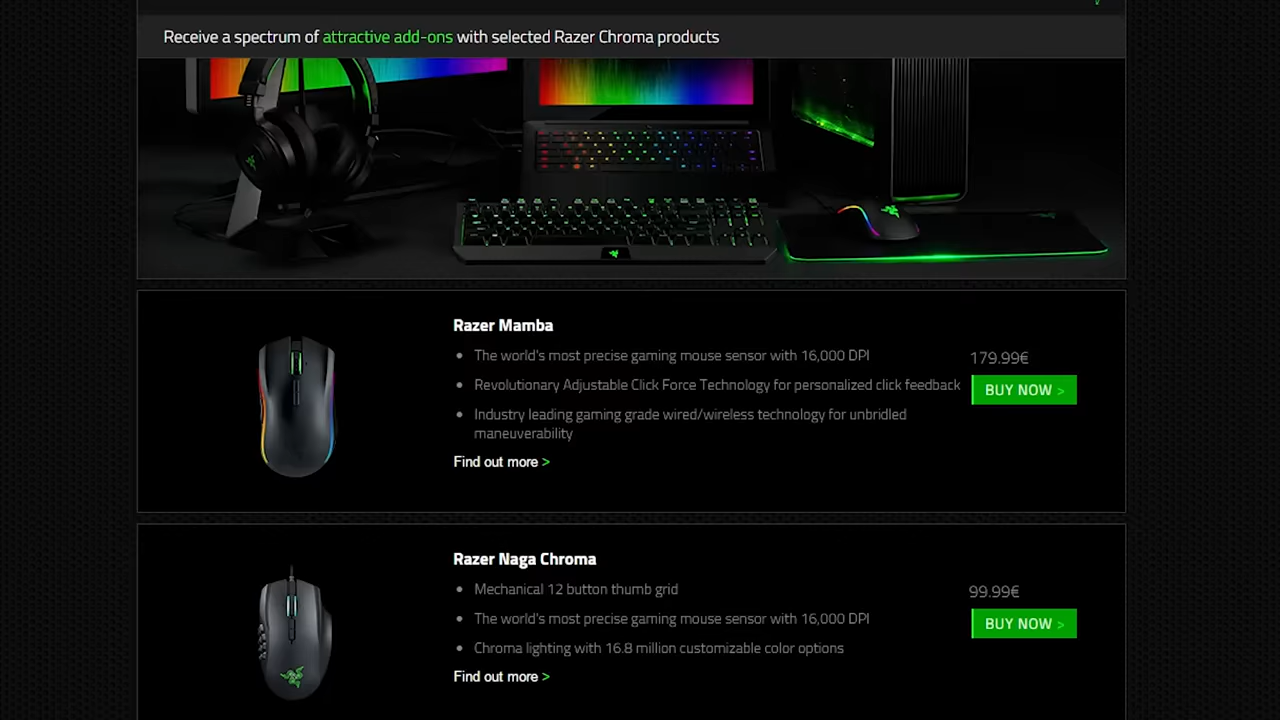 Receive a spectrum of attractive add-ons with selected Razer Chroma products
Razer Mamba
The world's most precise gaming mouse sensor with 16,000 DPI
179.99€
Revolutionary Adjustable Click Force Technology for personalized click feedback
BUY NOW >
Industry leading gaming grade wired/wireless technology for unbridled
maneuverability
Find out more >
Razer Naga Chroma
Mechanical 12 button thumb grid
99.99€
The world's most precise gaming mouse sensor with 16,000 DPI
BUY NOW >
Chroma lighting with 16.8 million customizable color options
Find out more >